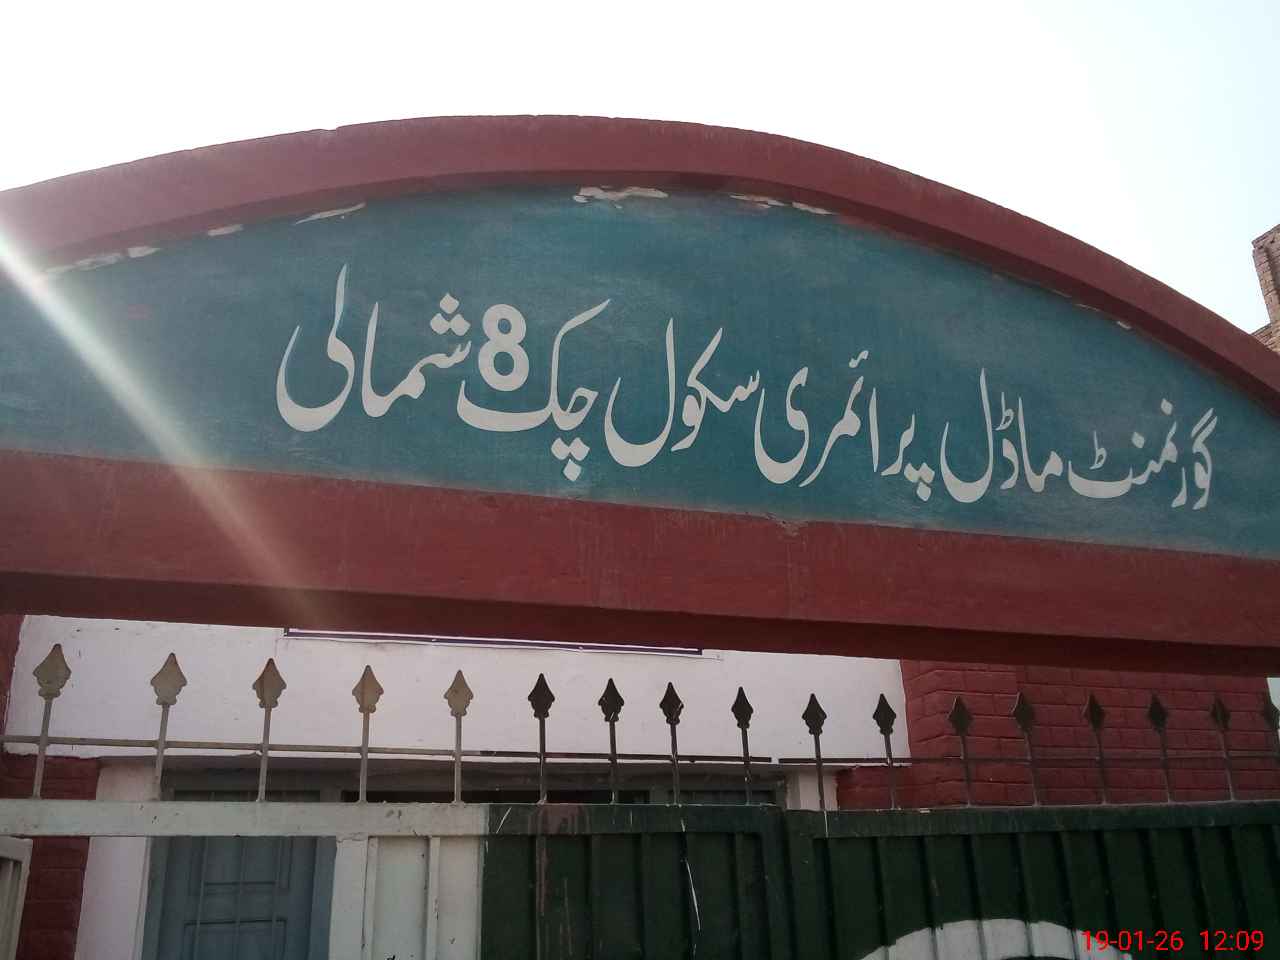 گورنمنٹ ماڈل پرائمری سکول چک 8 شمالی
19-01-26 12:09